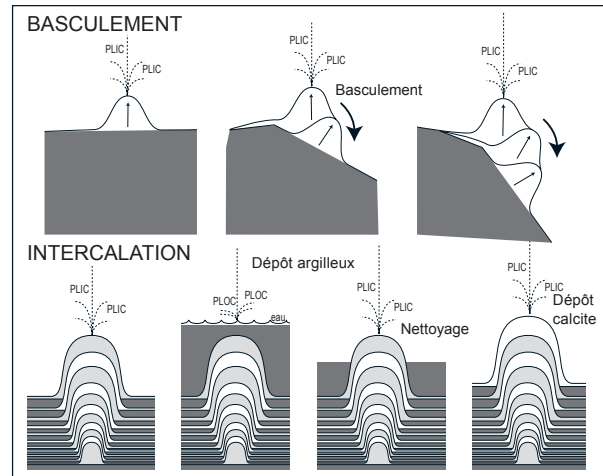 BASCULEMENT
PLIC
PLIC
PLIC
PLIC
Basculement
PLIC
PLIC
INTERCALATION
PLIC
PLIC
Dépôt argilleux
PLOC
PLOC
eau
PLIC
PLIC
Nettoyage
PLIC
PLIC
Dépôt
calcite